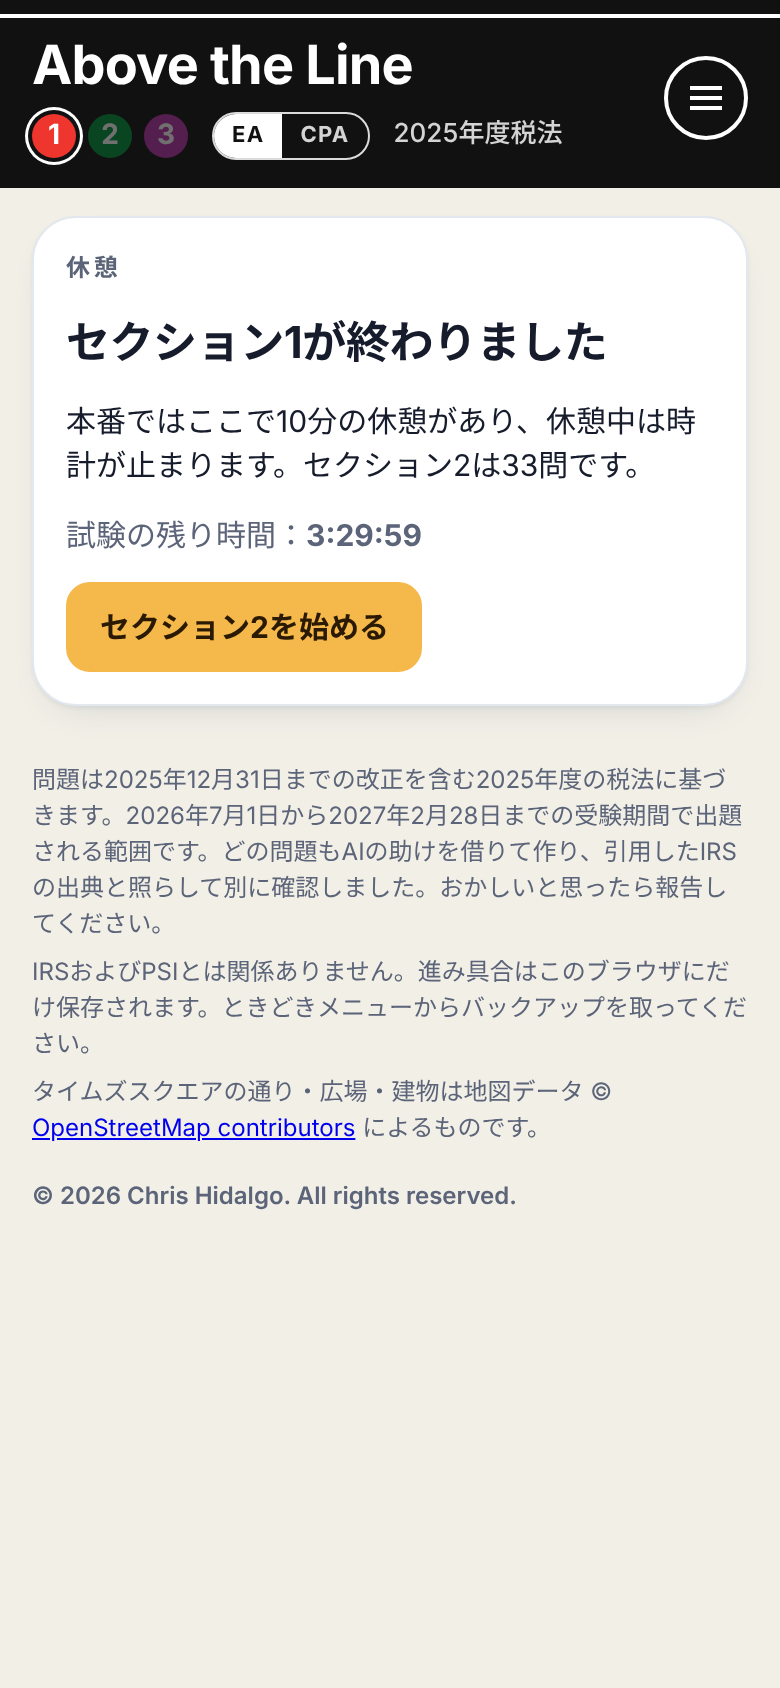 Above the Line
1 2 3 EA CPA 2025年度税法
休憩
セクション1が終わりました
本番ではここで10分の休憩があり、休憩中は時
計が止まります。セクション2は33問です。
試験の残り時間：3:29:59
セクション2を始める
問題は2025年12月31日までの改正を含む2025年度の税法に基づ
きます。2026年7月1日から2027年2月28日までの受験期間で出題
される範囲です。どの問題もAIの助けを借りて作り、引用したIRS
の出典と照らして別に確認しました。おかしいと思ったら報告し
てください。
IRSおよびPSIとは関係ありません。進み具合はこのブラウザにだ
け保存されます。ときどきメニューからバックアップを取ってくだ
さい。
タイムズスクエアの通り・広場・建物は地図データ ©
OpenStreetMap contributors によるものです。
© 2026 Chris Hidalgo. All rights reserved.